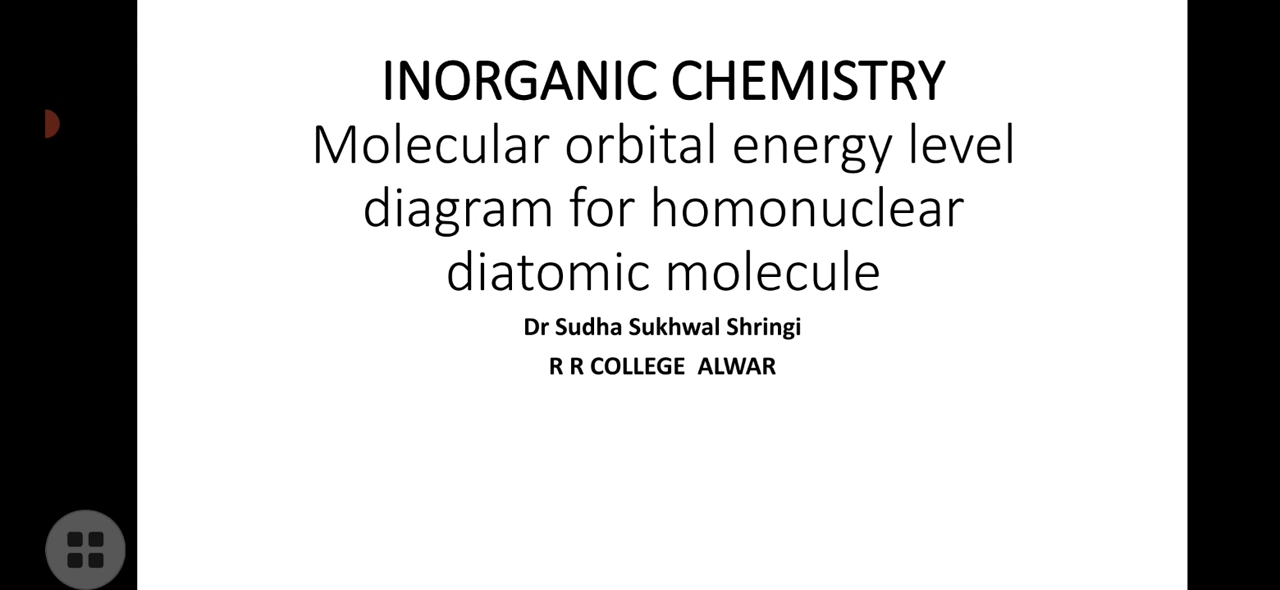 INORGANIC CHEMISTRY
Molecular orbital energy level
diagram for homonuclear
diatomic molecule
Dr Sudha Sukhwal Shringi
R R COLLEGE ALWAR